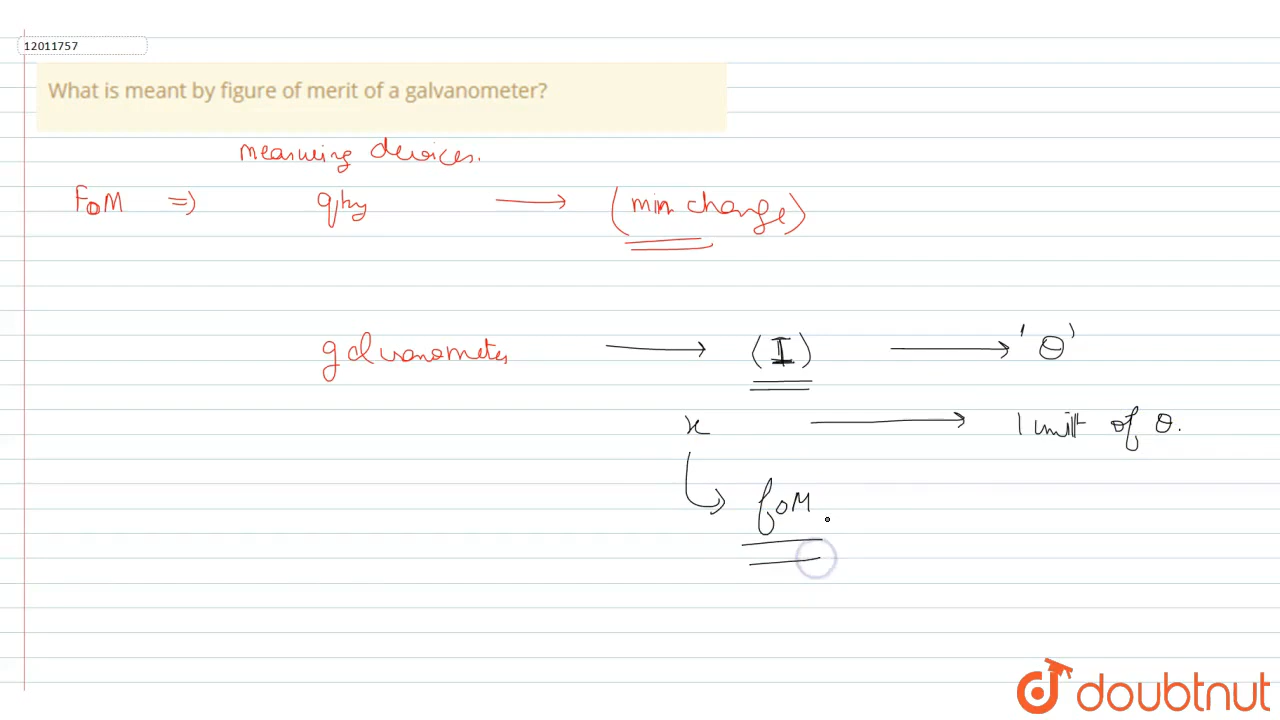 12011757
What is meant by figure of merit of a galvanometer?
measuring devices.
FOM => qty → (min change)
galvanometer → (I) → 'θ'
x → 1 unit of θ.
FOM.
doubtnut